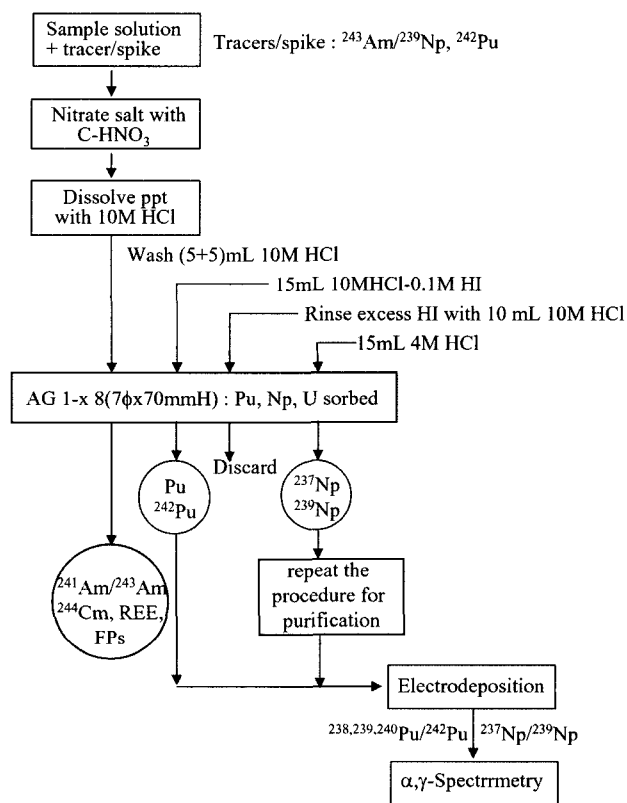 Sample solution
+ tracer/spike
Tracers/spike : ²⁴³Am/²³⁹Np, ²⁴²Pu
Nitrate salt with
C-HNO₃
Dissolve ppt
with 10M HCl
Wash (5+5)mL 10M HCl
15mL 10MHCl-0.1M HI
Rinse excess HI with 10 mL 10M HCl
15mL 4M HCl
AG 1-x 8(7ϕx70mmH) : Pu, Np, U sorbed
Discard
Pu
²⁴²Pu
²³⁷Np
²³⁹Np
²⁴¹Am/²⁴³Am
²⁴⁴Cm, REE,
FPs
repeat the
procedure for
purification
Electrodeposition
²³⁸,²³⁹,²⁴⁰Pu/²⁴²Pu
²³⁷Np/²³⁹Np
α,γ-Spectrrmetry